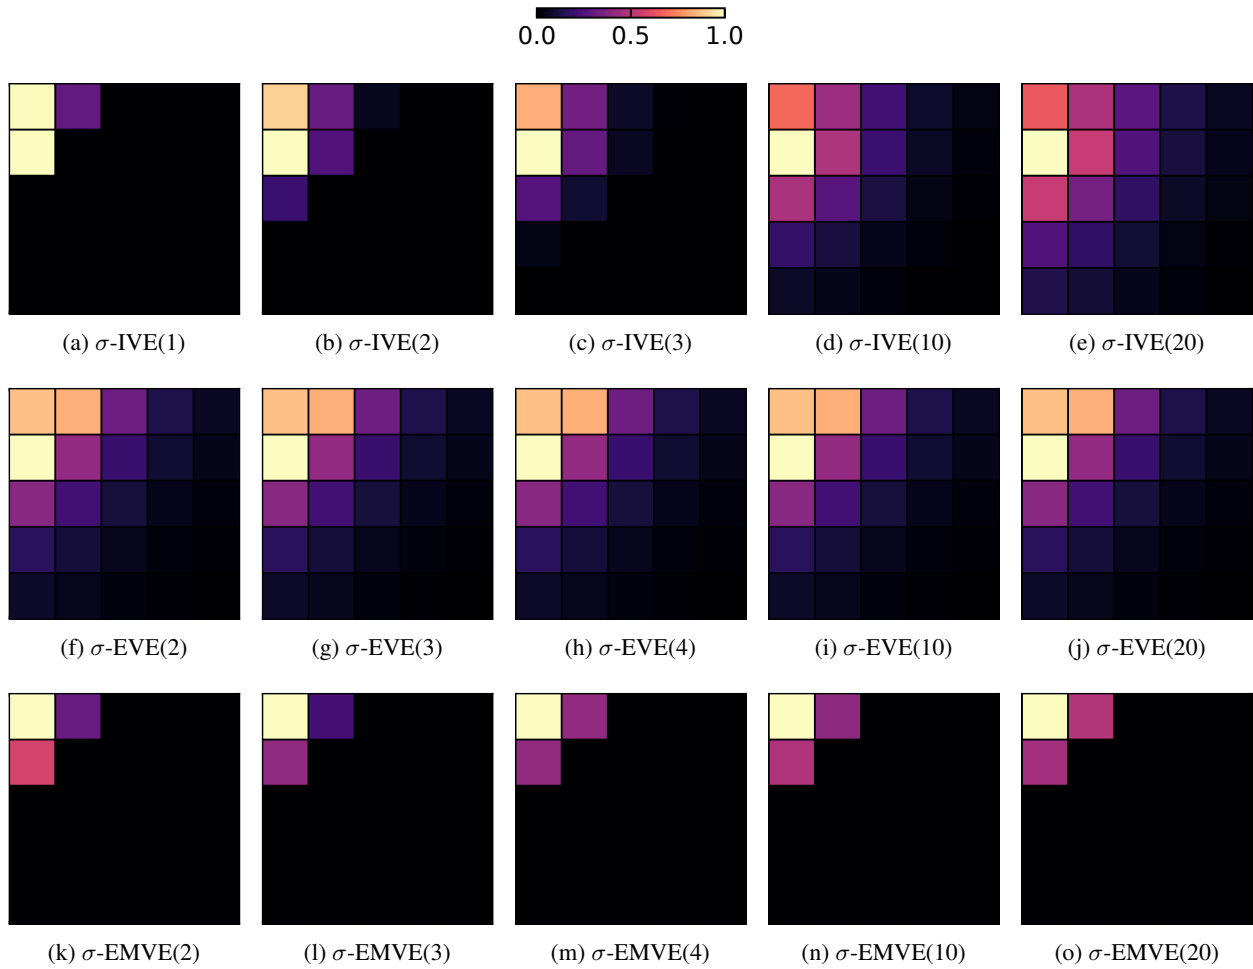 0.0 0.5 1.0
(a) σ-IVE(1) (b) σ-IVE(2) (c) σ-IVE(3) (d) σ-IVE(10) (e) σ-IVE(20)
(f) σ-EVE(2) (g) σ-EVE(3) (h) σ-EVE(4) (i) σ-EVE(10) (j) σ-EVE(20)
(k) σ-EMVE(2) (l) σ-EMVE(3) (m) σ-EMVE(4) (n) σ-EMVE(10) (o) σ-EMVE(20)